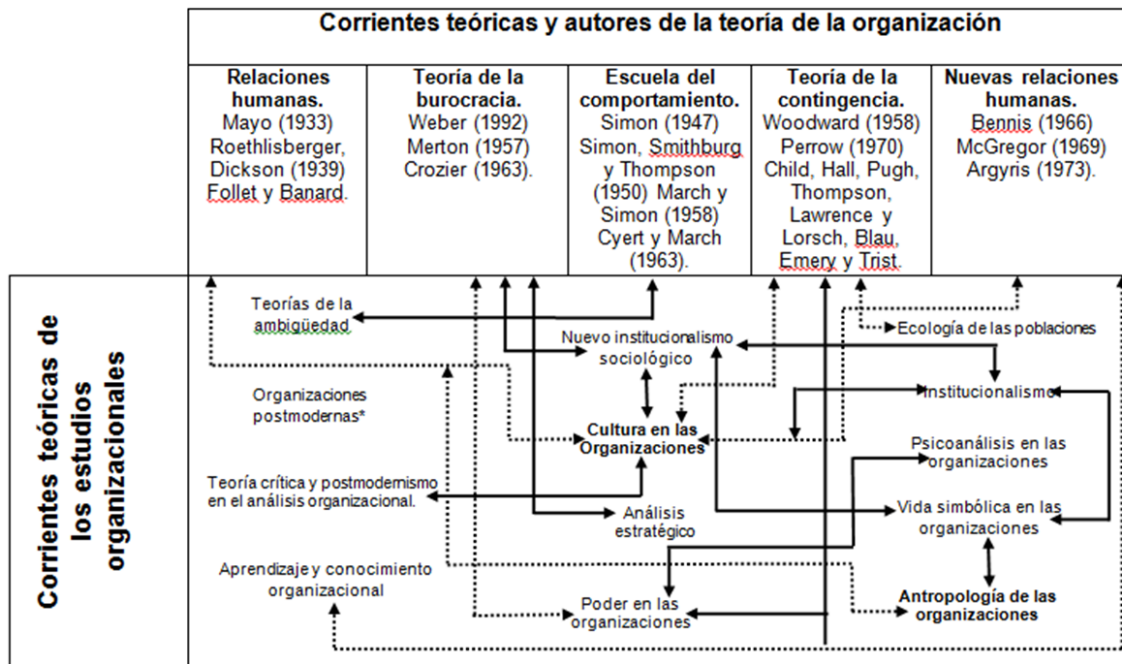 Corrientes teóricas y autores de la teoría de la organización
Relaciones
humanas.
Mayo (1933)
Roethlisberger,
Dickson (1939)
Follet y Banard.
Teoría de la
burocracia.
Weber (1992)
Merton (1957)
Crozier (1963).
Escuela del
comportamiento.
Simon (1947)
Simon, Smithburg
y Thompson
(1950) March y
Simon (1958)
Cyert y March
(1963).
Teoría de la
contingencia.
Woodward (1958)
Perrow (1970)
Child, Hall, Pugh,
Thompson,
Lawrence y
Lorsch, Blau,
Emery y Trist.
Nuevas relaciones
humanas.
Bennis (1966)
McGregor (1969)
Argyris (1973).
Corrientes teóricas de
los estudios
organizacionales
Teorías de la
ambigüedad
Nuevo institucionalismo
sociológico
Ecología de las poblaciones
Organizaciones
postmodernas*
Institucionalismo
Cultura en las
Organizaciones
Psicoanálisis en las
organizaciones
Teoría crítica y postmodernismo
en el análisis organizacional.
Análisis
estratégico
Vida simbólica en las
organizaciones
Aprendizaje y conocimiento
organizacional
Poder en las
organizaciones
Antropología de las
organizaciones